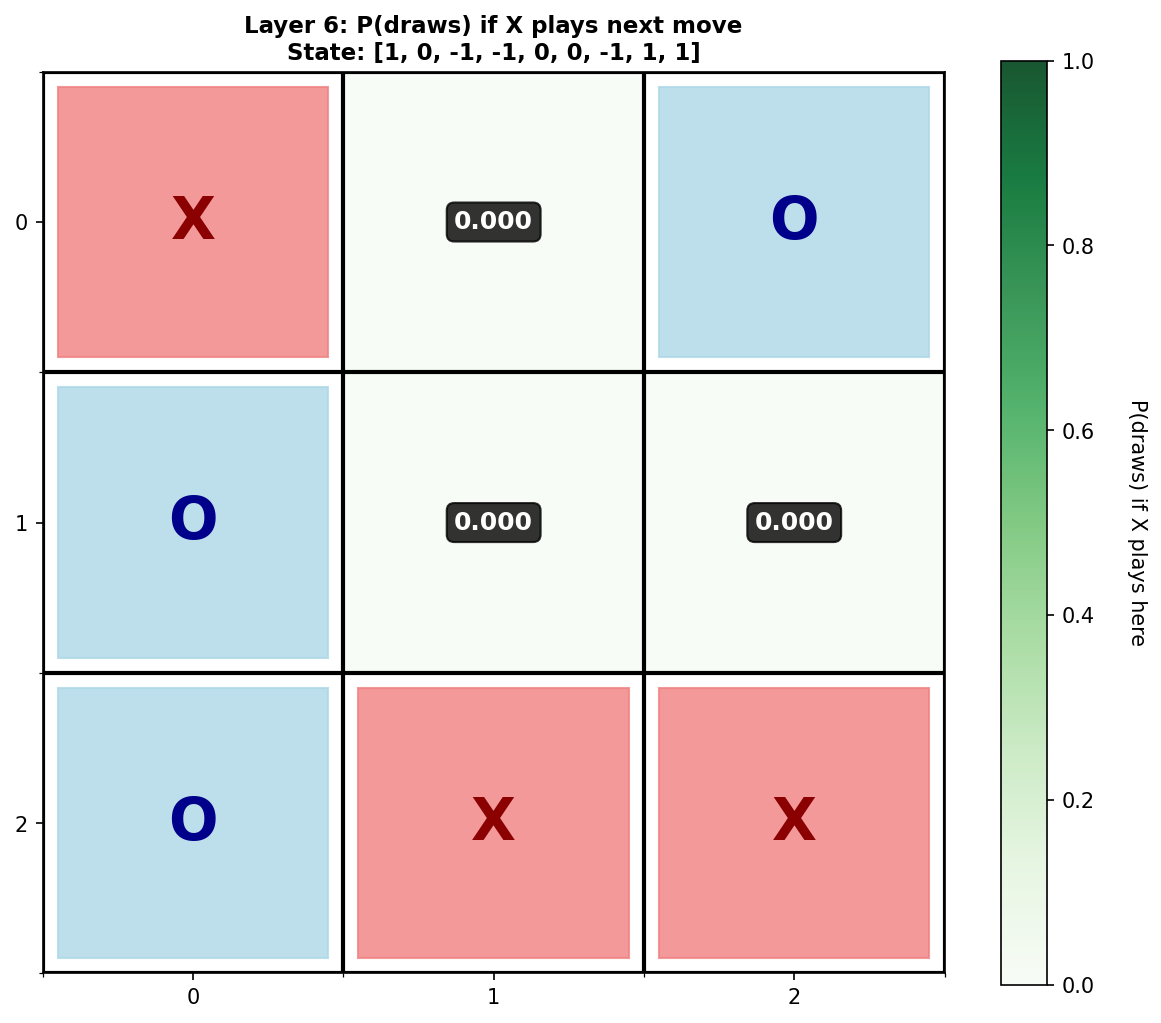 Layer 6: P(draws) if X plays next move
State: [1, 0, -1, -1, 0, 0, -1, 1, 1]
0
X
0.000
O
1
O
0.000
0.000
2
O
X
X
0
1
2
1.0
0.8
0.6
0.4
0.2
0.0
P(draws) if X plays here